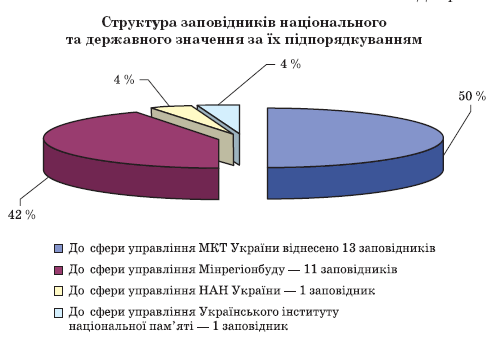 Структура заповідників національного
та державного значення за їх підпорядкуванням
4 %
4 %
50 %
42 %
До сфери управління МКТ України віднесено 13 заповідників
До сфери управління Мінрегіонбуду — 11 заповідників
До сфери управління НАН України — 1 заповідник
До сфери управління Українського інституту
національної пам’яті — 1 заповідник